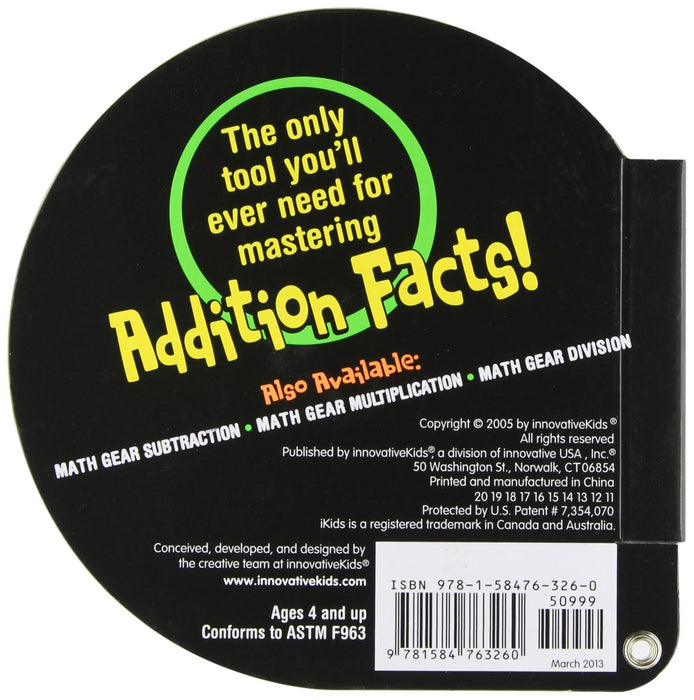 The only
tool you'll
ever need for
mastering
Addition Facts!
Also Available:
MATH GEAR SUBTRACTION • MATH GEAR MULTIPLICATION • MATH GEAR DIVISION
Copyright © 2005 by innovativeKids®
All rights reserved
Published by innovativeKids® a division of innovative USA , Inc.®
50 Washington St., Norwalk, CT06854
Printed and manufactured in China
20 19 18 17 16 15 14 13 12 11
Protected by U.S. Patent # 7,354,070
iKids is a registered trademark in Canada and Australia.
Conceived, developed, and designed by
the creative team at innovativeKids®
www.innovativekids.com
Ages 4 and up
Conforms to ASTM F963
ISBN 978-1-58476-326-0
50999
9 781584 763260
March 2013